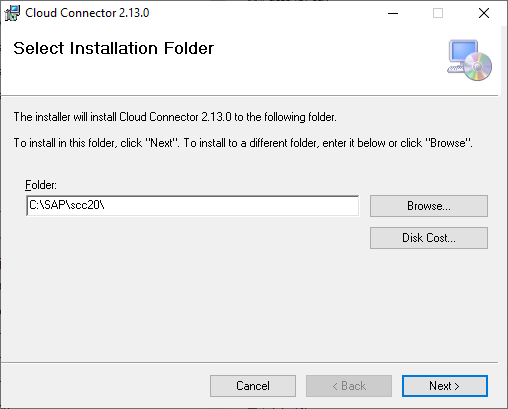 Cloud Connector 2.13.0
Select Installation Folder
The installer will install Cloud Connector 2.13.0 to the following folder.
To install in this folder, click "Next". To install to a different folder, enter it below or click "Browse".
Folder:
C:\SAP\scc20\
Browse...
Disk Cost...
Cancel
< Back
Next >